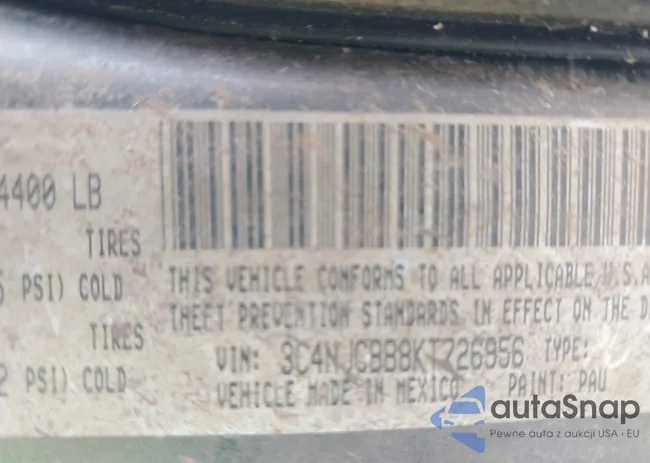 4400 LB
TIRES
PSI) COLD
TIRES
PSI) COLD
THIS VEHICLE CONFORMS TO ALL APPLICABLE U.S.A
THEFT PREVENTION STANDARDS IN EFFECT ON THE D
VIN: 3C4NJCBB8KT726956 TYPE:
VEHICLE MADE IN MEXICO PAINT: PAU
autaSnap
Pewne auta z aukcji USA i EU